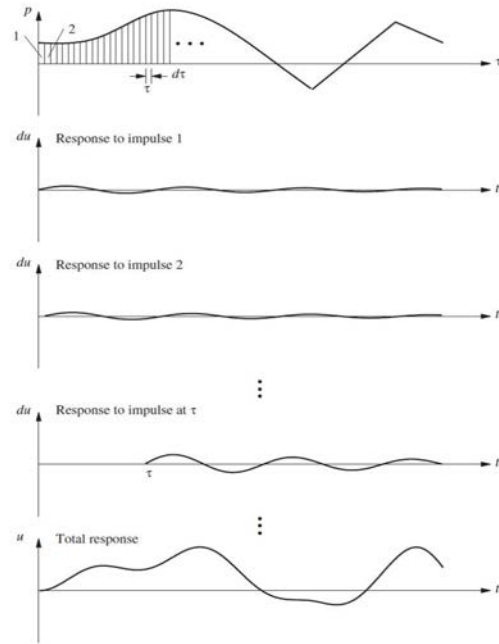 p
1
2
τ
dτ
τ
du
Response to impulse 1
t
du
Response to impulse 2
t
du
Response to impulse at τ
τ
t
u
Total response
t